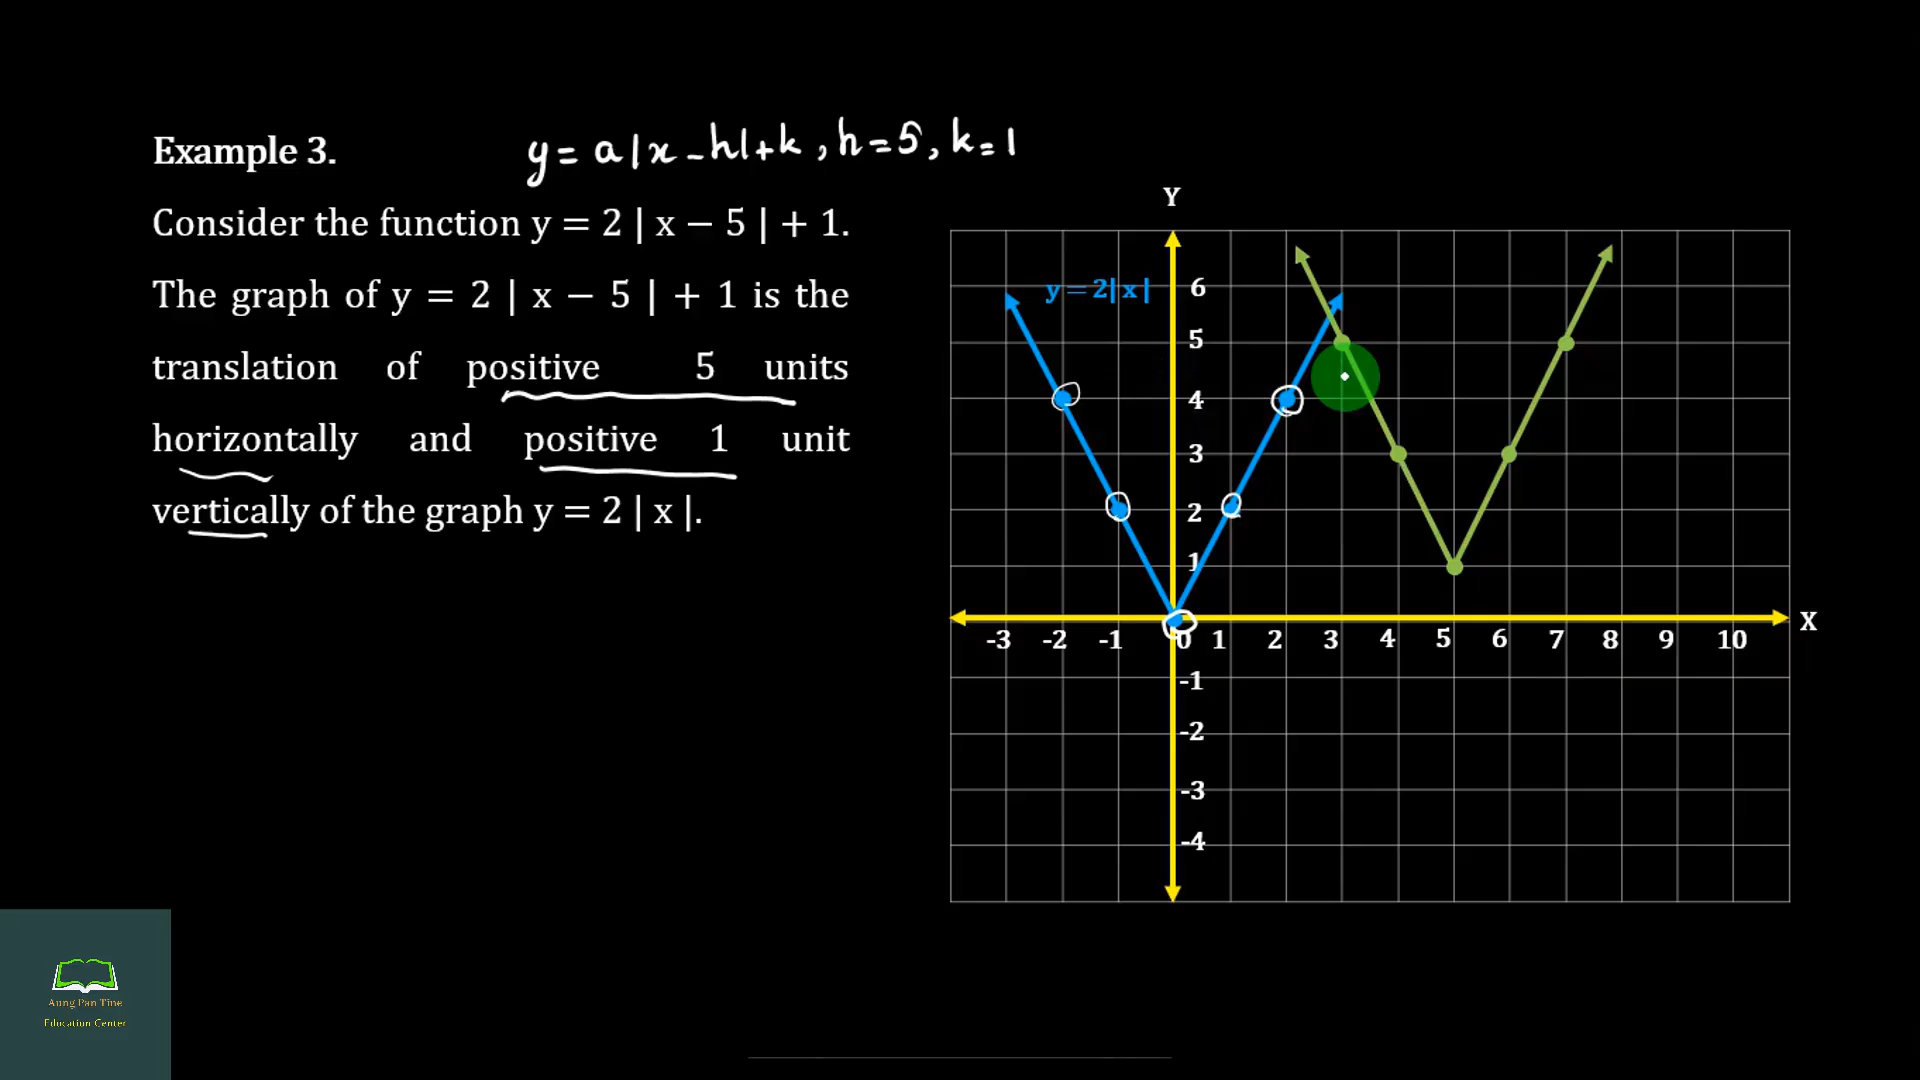 Example 3.
y = a|x - h| + k , h = 5 , k = 1
Consider the function y = 2 | x − 5 | + 1.
The graph of y = 2 | x − 5 | + 1 is the
translation of positive 5 units
horizontally and positive 1 unit
vertically of the graph y = 2 | x |.
Y
y = 2| x |
6
5
4
3
2
1
-3 -2 -1 0 1 2 3 4 5 6 7 8 9 10
X
-1
-2
-3
-4
Aung Pan Tine
Education Center